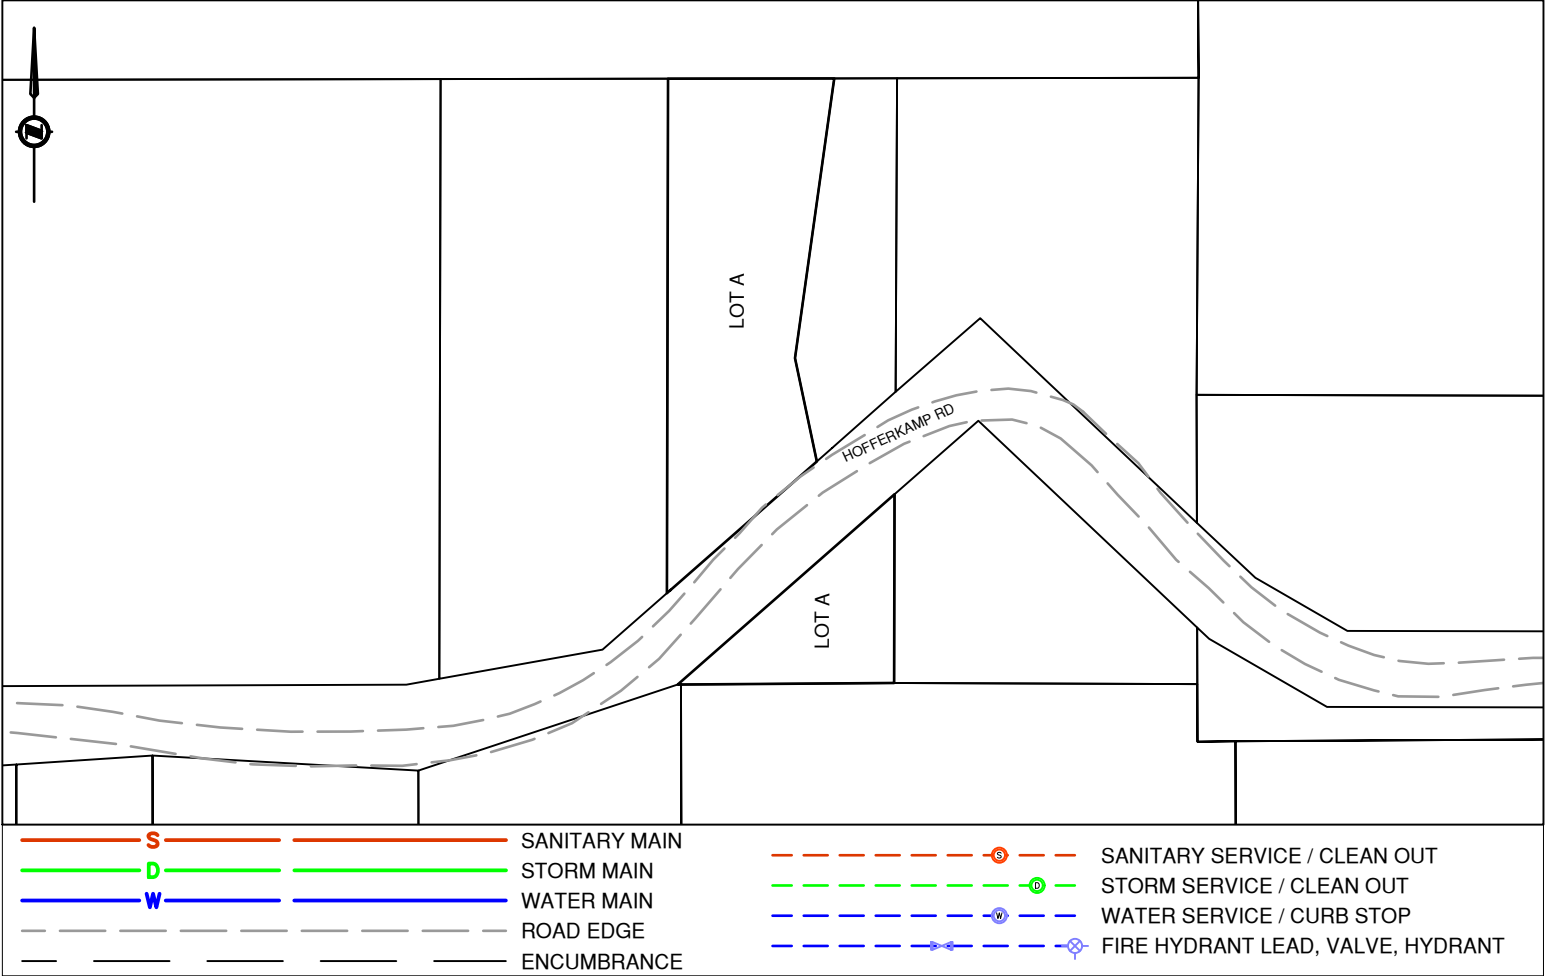 N
LOT A
HOFFERKAMP RD
LOT A
S SANITARY MAIN
D STORM MAIN
W WATER MAIN
ROAD EDGE
ENCUMBRANCE
S SANITARY SERVICE / CLEAN OUT
D STORM SERVICE / CLEAN OUT
W WATER SERVICE / CURB STOP
FIRE HYDRANT LEAD, VALVE, HYDRANT